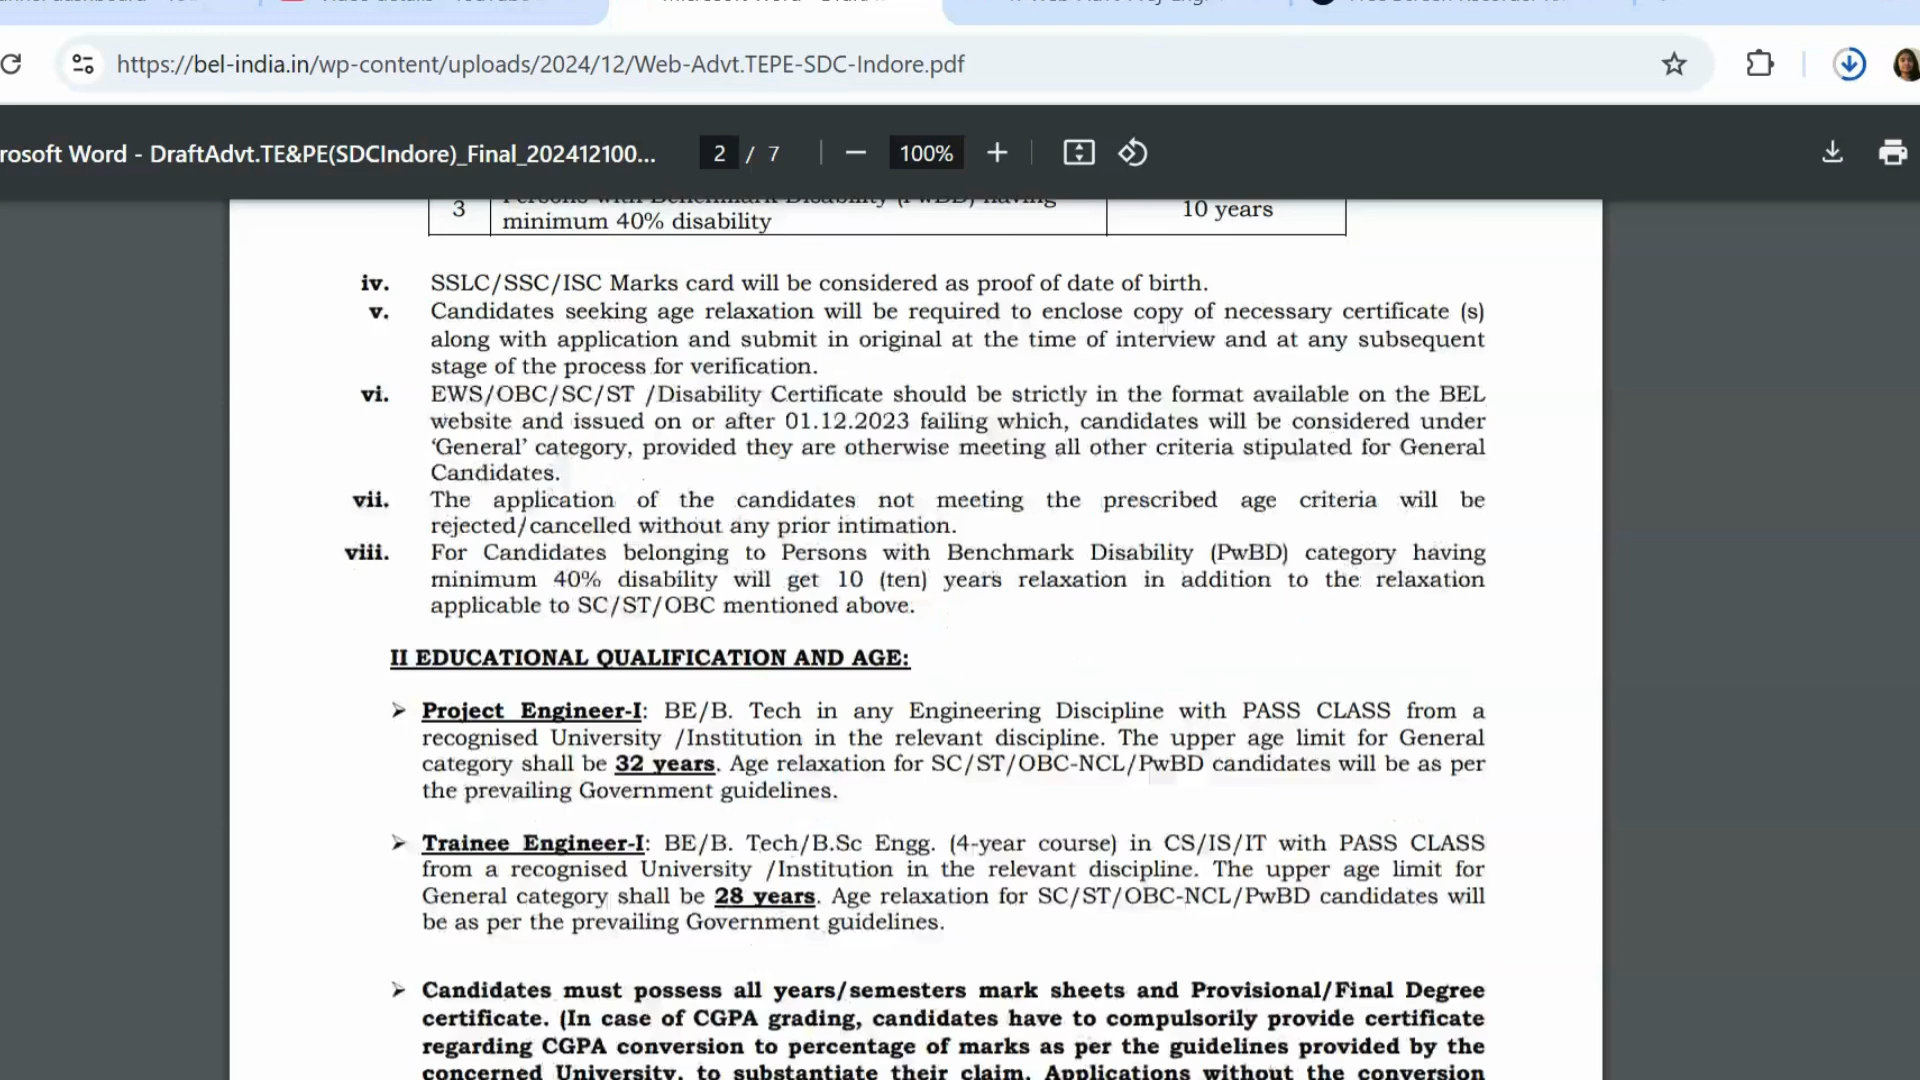 https://bel-india.in/wp-content/uploads/2024/12/Web-Advt.TEPE-SDC-Indore.pdf
rosoft Word - DraftAdvt.TE&PE(SDCIndore)_Final_202412100... 2 / 7 100%
3 Persons with Benchmark Disability (PwBD) having 10 years
minimum 40% disability
iv. SSLC/SSC/ISC Marks card will be considered as proof of date of birth.
v. Candidates seeking age relaxation will be required to enclose copy of necessary certificate (s)
along with application and submit in original at the time of interview and at any subsequent
stage of the process for verification.
vi. EWS/OBC/SC/ST /Disability Certificate should be strictly in the format available on the BEL
website and issued on or after 01.12.2023 failing which, candidates will be considered under
‘General’ category, provided they are otherwise meeting all other criteria stipulated for General
Candidates.
vii. The application of the candidates not meeting the prescribed age criteria will be
rejected/cancelled without any prior intimation.
viii. For Candidates belonging to Persons with Benchmark Disability (PwBD) category having
minimum 40% disability will get 10 (ten) years relaxation in addition to the relaxation
applicable to SC/ST/OBC mentioned above.
II EDUCATIONAL QUALIFICATION AND AGE:
➢ Project Engineer-I: BE/B. Tech in any Engineering Discipline with PASS CLASS from a
recognised University /Institution in the relevant discipline. The upper age limit for General
category shall be 32 years. Age relaxation for SC/ST/OBC-NCL/PwBD candidates will be as per
the prevailing Government guidelines.
➢ Trainee Engineer-I: BE/B. Tech/B.Sc Engg. (4-year course) in CS/IS/IT with PASS CLASS
from a recognised University /Institution in the relevant discipline. The upper age limit for
General category shall be 28 years. Age relaxation for SC/ST/OBC-NCL/PwBD candidates will
be as per the prevailing Government guidelines.
➢ Candidates must possess all years/semesters mark sheets and Provisional/Final Degree
certificate. (In case of CGPA grading, candidates have to compulsorily provide certificate
regarding CGPA conversion to percentage of marks as per the guidelines provided by the
concerned University, to substantiate their claim. Applications without the conversion